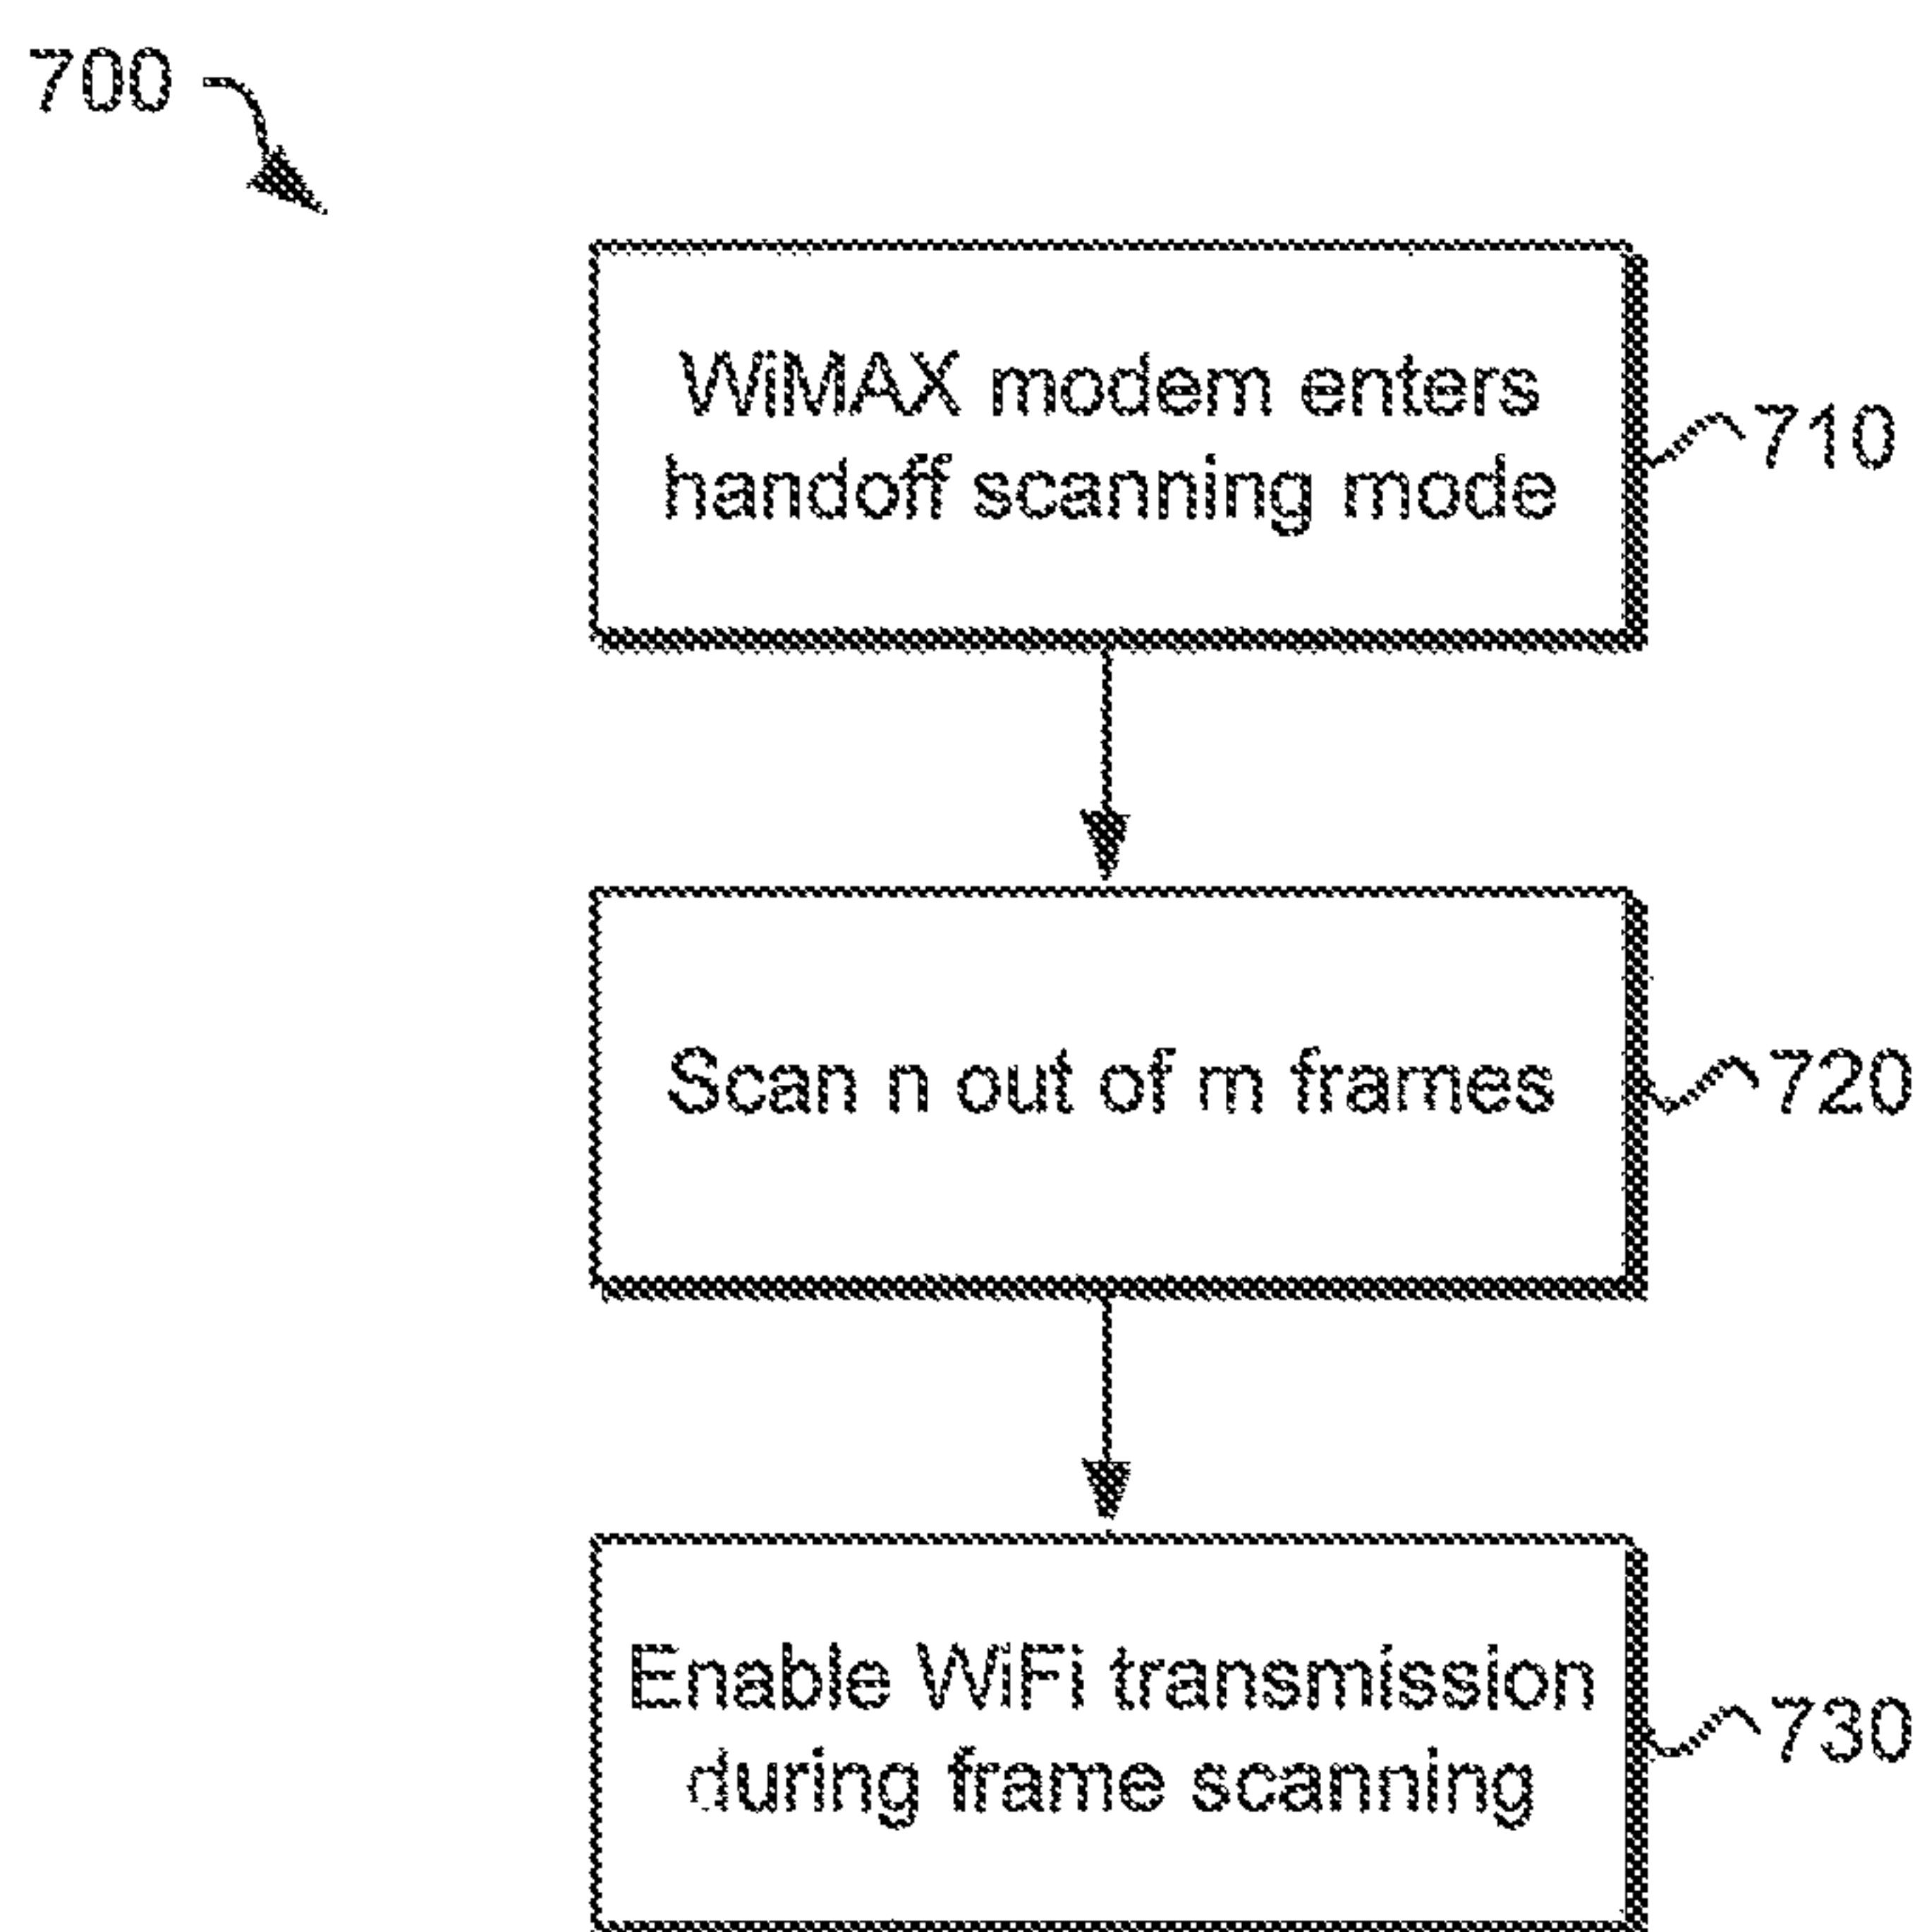 700
WiMAX modem enters
handoff scanning mode
710
Scan n out of m frames
720
Enable WiFi transmission
during frame scanning
730